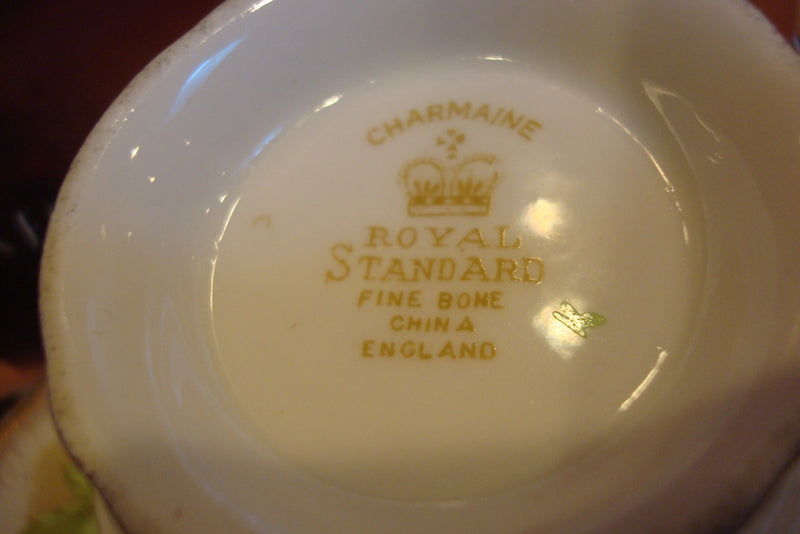 CHARMAINE
ROYAL
STANDARD
FINE BONE
CHINA
ENGLAND